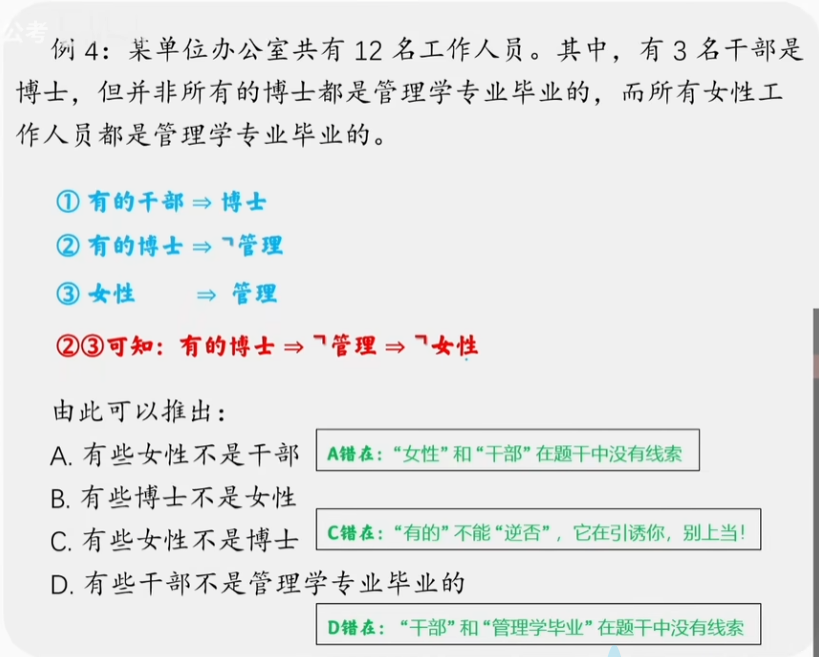 公考
例 4：某单位办公室共有 12 名工作人员。其中，有 3 名干部是
博士，但并非所有的博士都是管理学专业毕业的，而所有女性工
作人员都是管理学专业毕业的。
① 有的干部 ⇒ 博士
② 有的博士 ⇒ ㄱ管理
③ 女性 ⇒ 管理
②③可知：有的博士 ⇒ ㄱ管理 ⇒ ㄱ女性
由此可以推出：
A. 有些女性不是干部
A错在：“女性” 和 “干部” 在题干中没有线索
B. 有些博士不是女性
C. 有些女性不是博士
C错在：“有的” 不能 “逆否” ，它在引诱你，别上当！
D. 有些干部不是管理学专业毕业的
D错在： “干部” 和 “管理学毕业” 在题干中没有线索